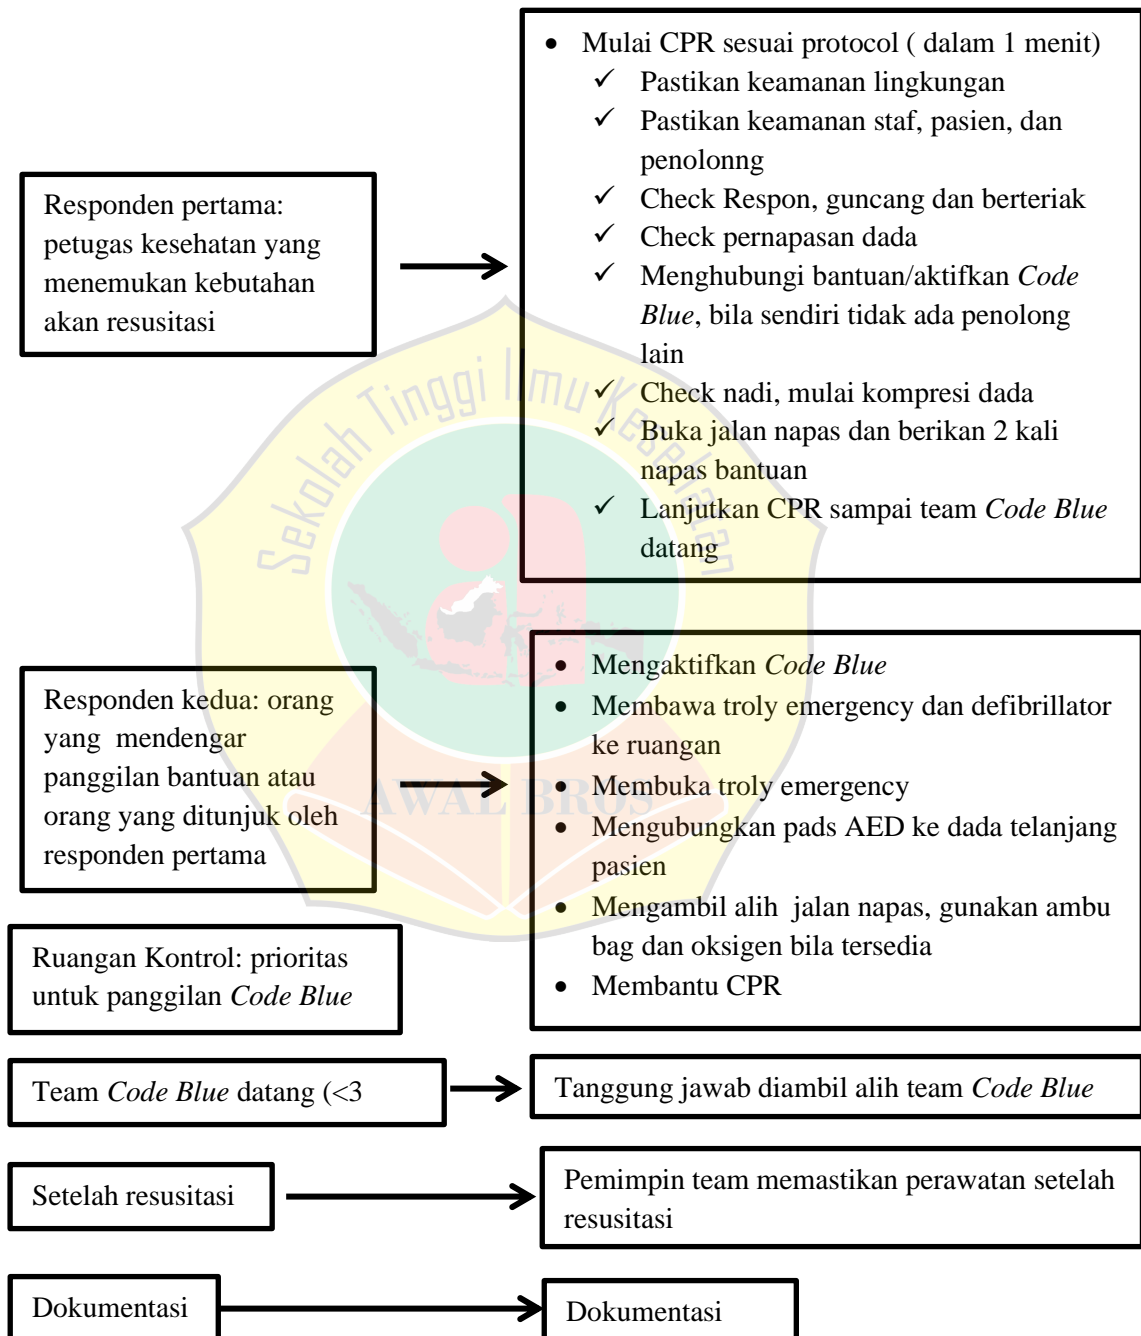 Responden pertama:
petugas kesehatan yang
menemukan kebutahan
akan resusitasi
• Mulai CPR sesuai protocol ( dalam 1 menit)
✓ Pastikan keamanan lingkungan
✓ Pastikan keamanan staf, pasien, dan
penolonng
✓ Check Respon, guncang dan berteriak
✓ Check pernapasan dada
✓ Menghubungi bantuan/aktifkan Code
Blue, bila sendiri tidak ada penolong
lain
✓ Check nadi, mulai kompresi dada
✓ Buka jalan napas dan berikan 2 kali
napas bantuan
✓ Lanjutkan CPR sampai team Code Blue
datang
Sekolah Tinggi Ilmu Kesehatan
AWAL BROS
Responden kedua: orang
yang mendengar
panggilan bantuan atau
orang yang ditunjuk oleh
responden pertama
• Mengaktifkan Code Blue
• Membawa troly emergency dan defibrillator
ke ruangan
• Membuka troly emergency
• Mengubungkan pads AED ke dada telanjang
pasien
• Mengambil alih jalan napas, gunakan ambu
bag dan oksigen bila tersedia
• Membantu CPR
Ruangan Kontrol: prioritas
untuk panggilan Code Blue
Team Code Blue datang (<3
Tanggung jawab diambil alih team Code Blue
Setelah resusitasi
Pemimpin team memastikan perawatan setelah
resusitasi
Dokumentasi
Dokumentasi